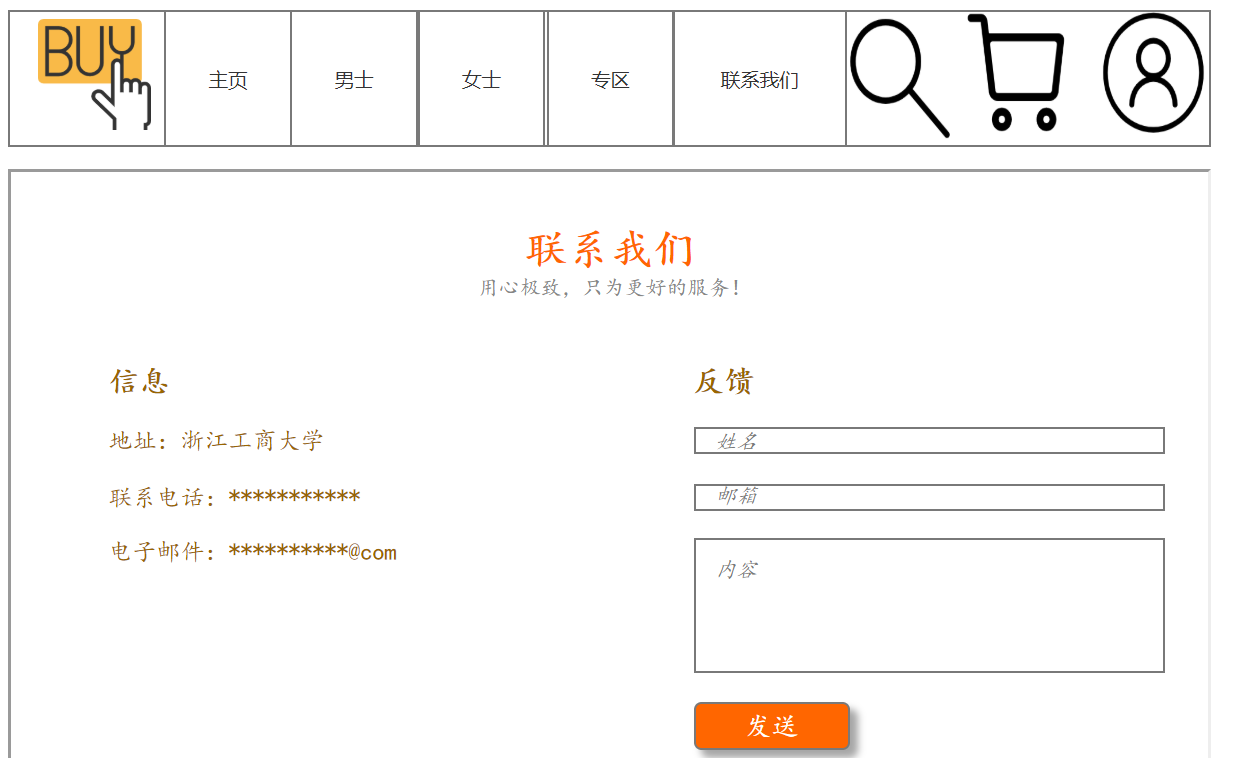 BUY
主页 男士 女士 专区 联系我们
联系我们
用心极致，只为更好的服务！
信息
地址：浙江工商大学
联系电话：***********
电子邮件：**********@com
反馈
姓名
邮箱
内容
发送